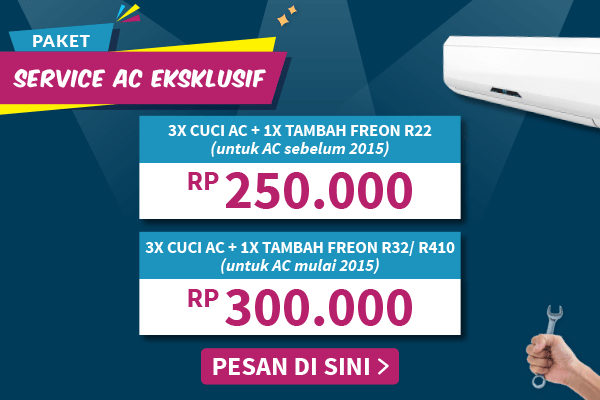 PAKET
SERVICE AC EKSKLUSIF
3X CUCI AC + 1X TAMBAH FREON R22
(untuk AC sebelum 2015)
RP 250.000
3X CUCI AC + 1X TAMBAH FREON R32/ R410
(untuk AC mulai 2015)
RP 300.000
PESAN DI SINI >